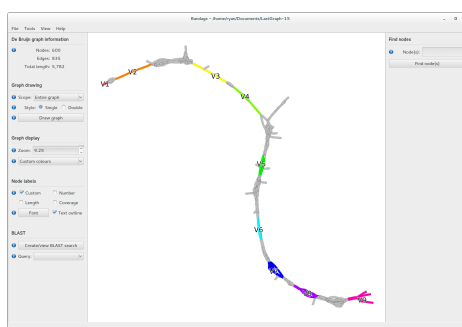 Bandage - /home/ryan/Documents/LastGraph-19
File Tools View Help
De Bruijn graph information
Nodes: 600
Edges: 935
Total length: 5,782
Graph drawing
Scope: Entire graph
Style: Single Double
Draw graph
Graph display
Zoom: 9.20
Custom colours
Node labels
Custom Number
Length Coverage
Font Text outline
BLAST
Create/view BLAST search
Query:
V1
V2
V3
V4
V5
V6
V8
V9
Find nodes
Node(s):
Find node(s)